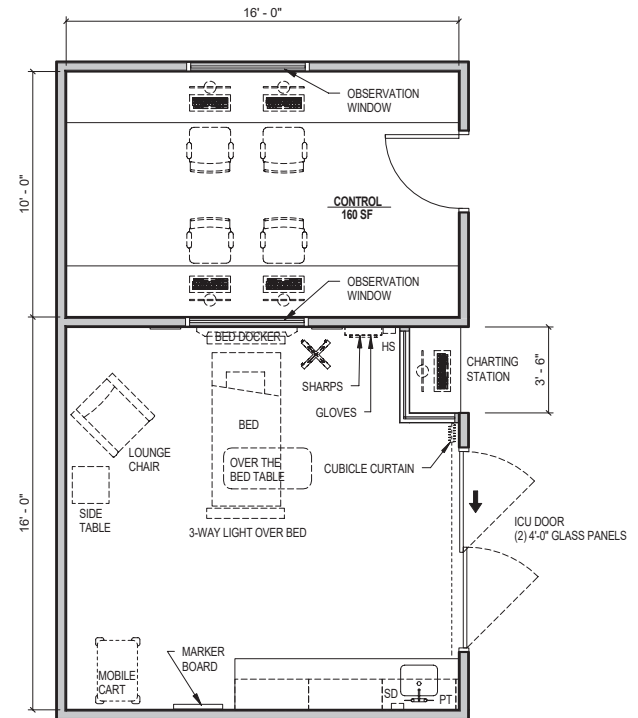 16' - 0"
OBSERVATION
WINDOW
10' - 0"
CONTROL
160 SF
OBSERVATION
WINDOW
BED DOCKER
HS
SHARPS
GLOVES
CHARTING
STATION
3' - 6"
BED
LOUNGE
CHAIR
OVER THE
BED TABLE
CUBICLE CURTAIN
SIDE
TABLE
3-WAY LIGHT OVER BED
16' - 0"
ICU DOOR
(2) 4'-0" GLASS PANELS
MARKER
BOARD
MOBILE
CART
SD
PT